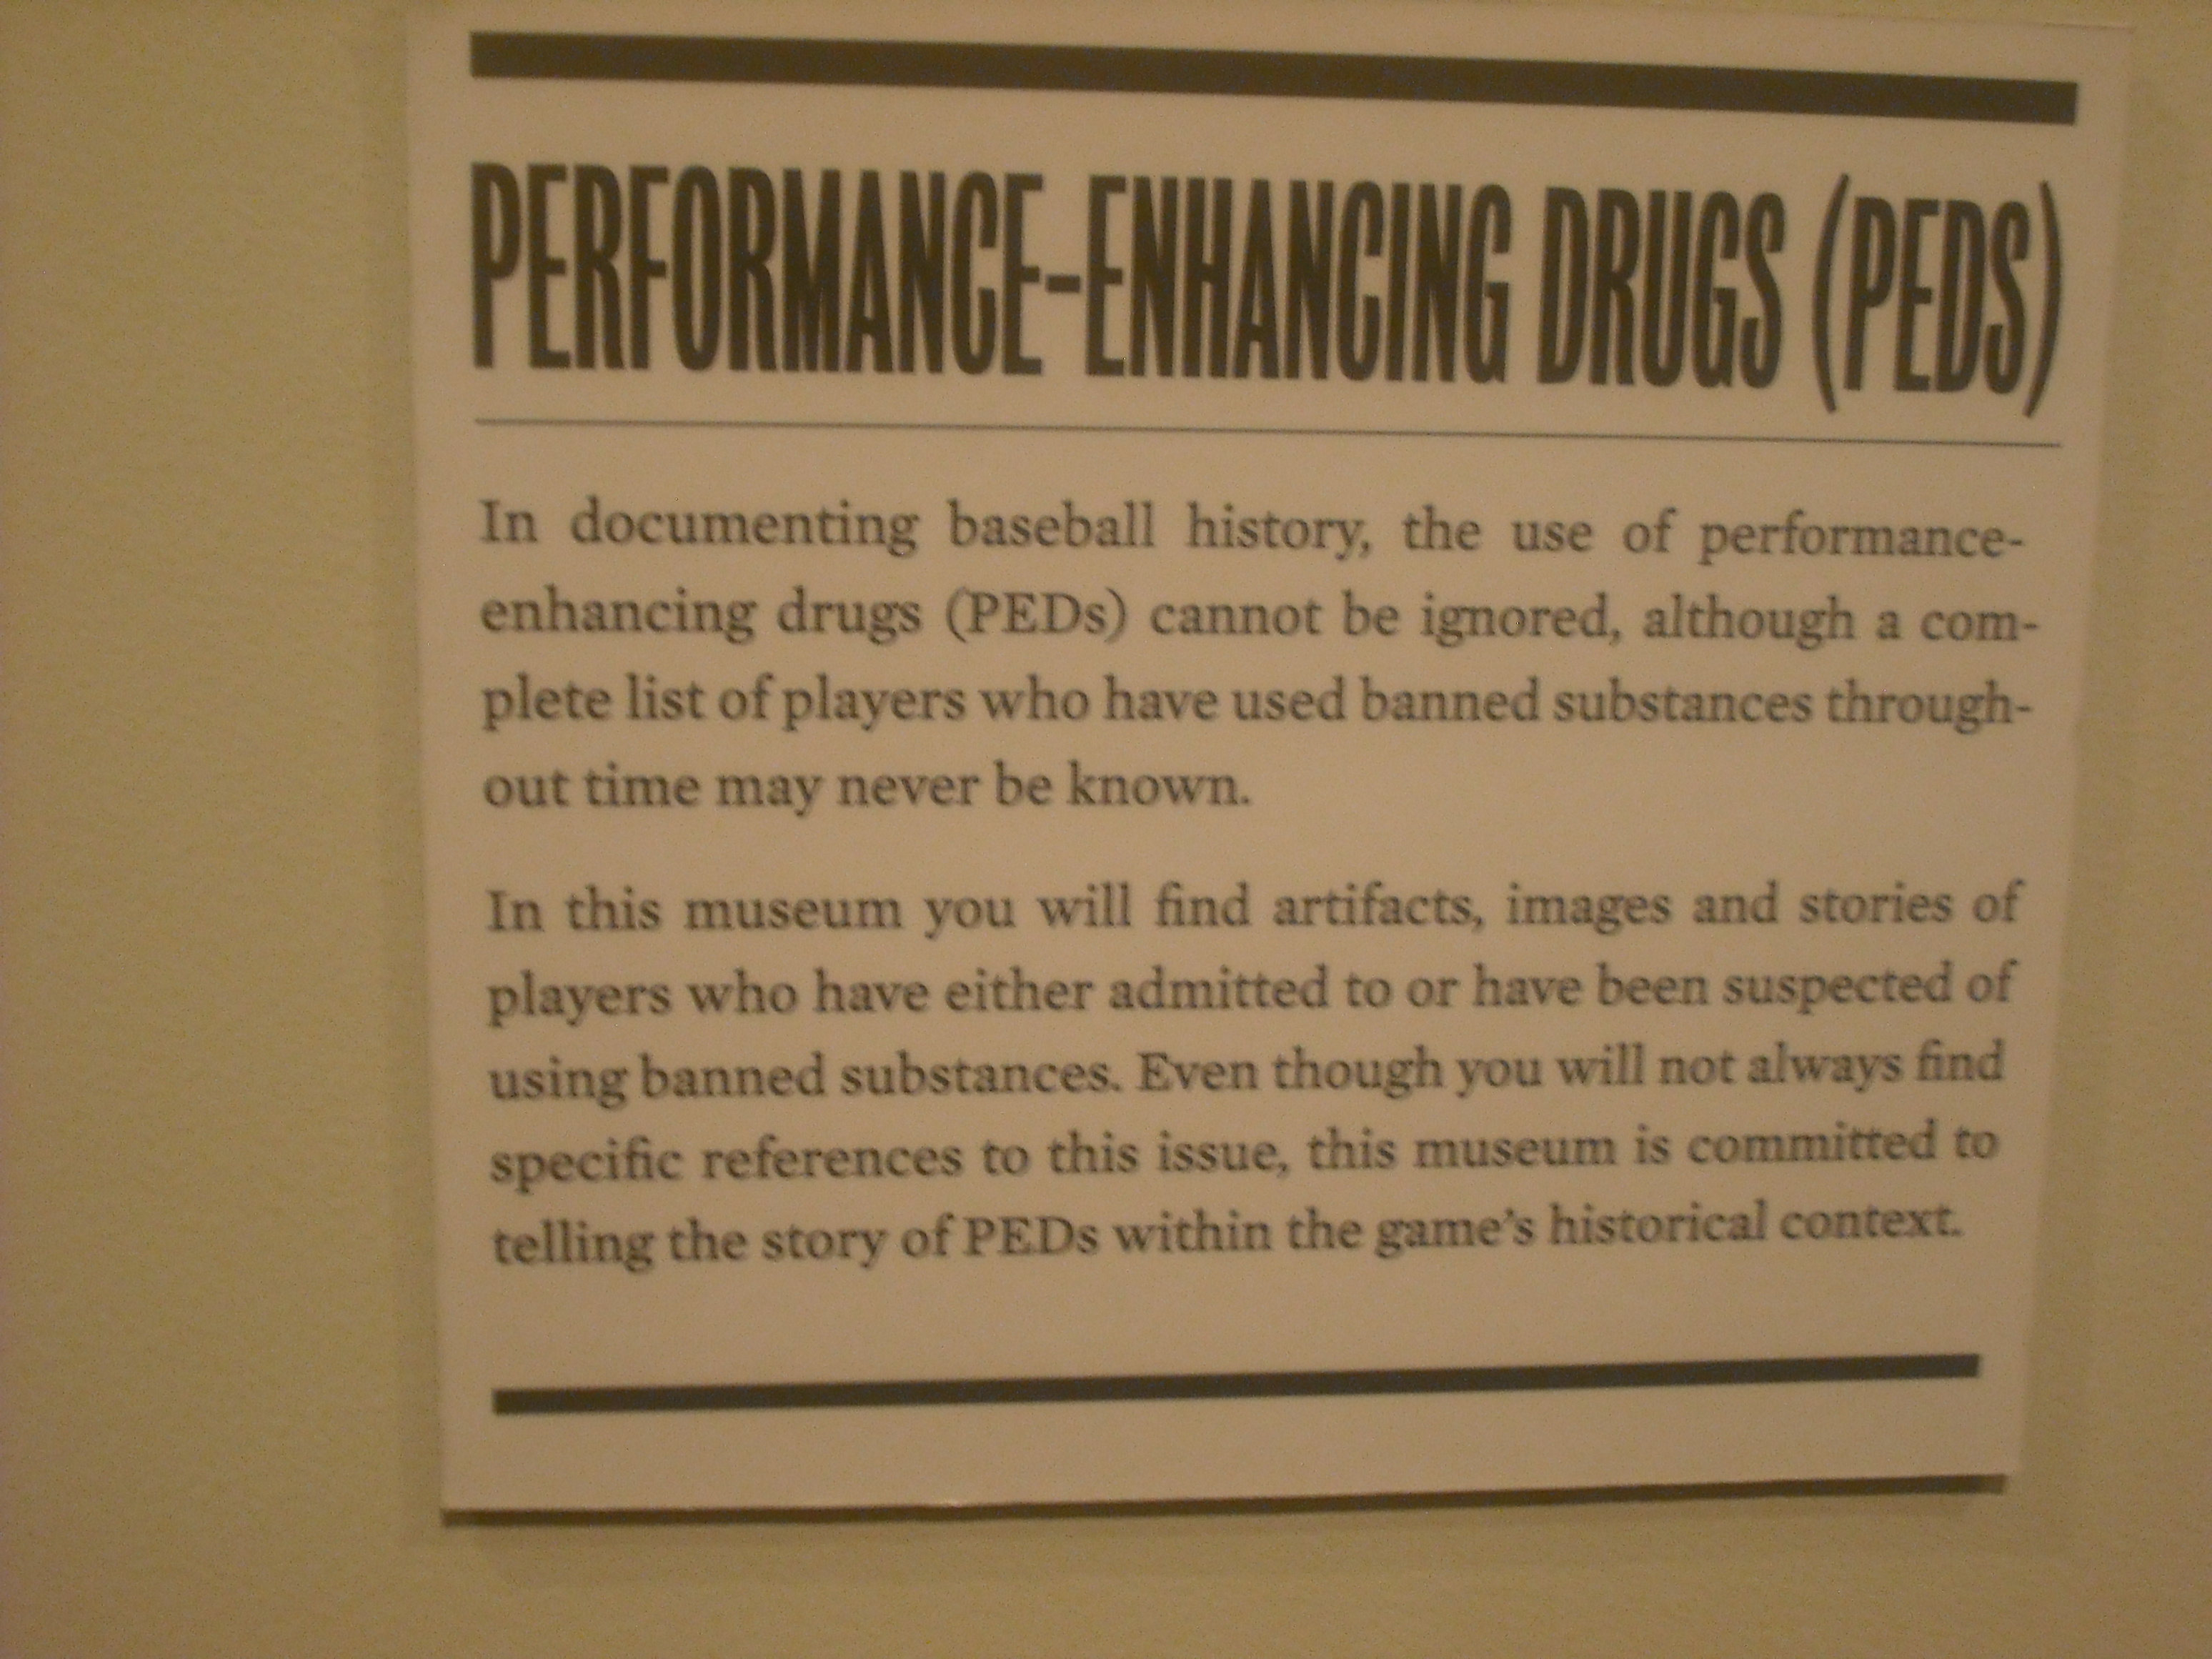 PERFORMANCE-ENHANCING DRUGS (PEDS)
In documenting baseball history, the use of performance-
enhancing drugs (PEDs) cannot be ignored, although a com-
plete list of players who have used banned substances through-
out time may never be known.
In this museum you will find artifacts, images and stories of
players who have either admitted to or have been suspected of
using banned substances. Even though you will not always find
specific references to this issue, this museum is committed to
telling the story of PEDs within the game's historical context.